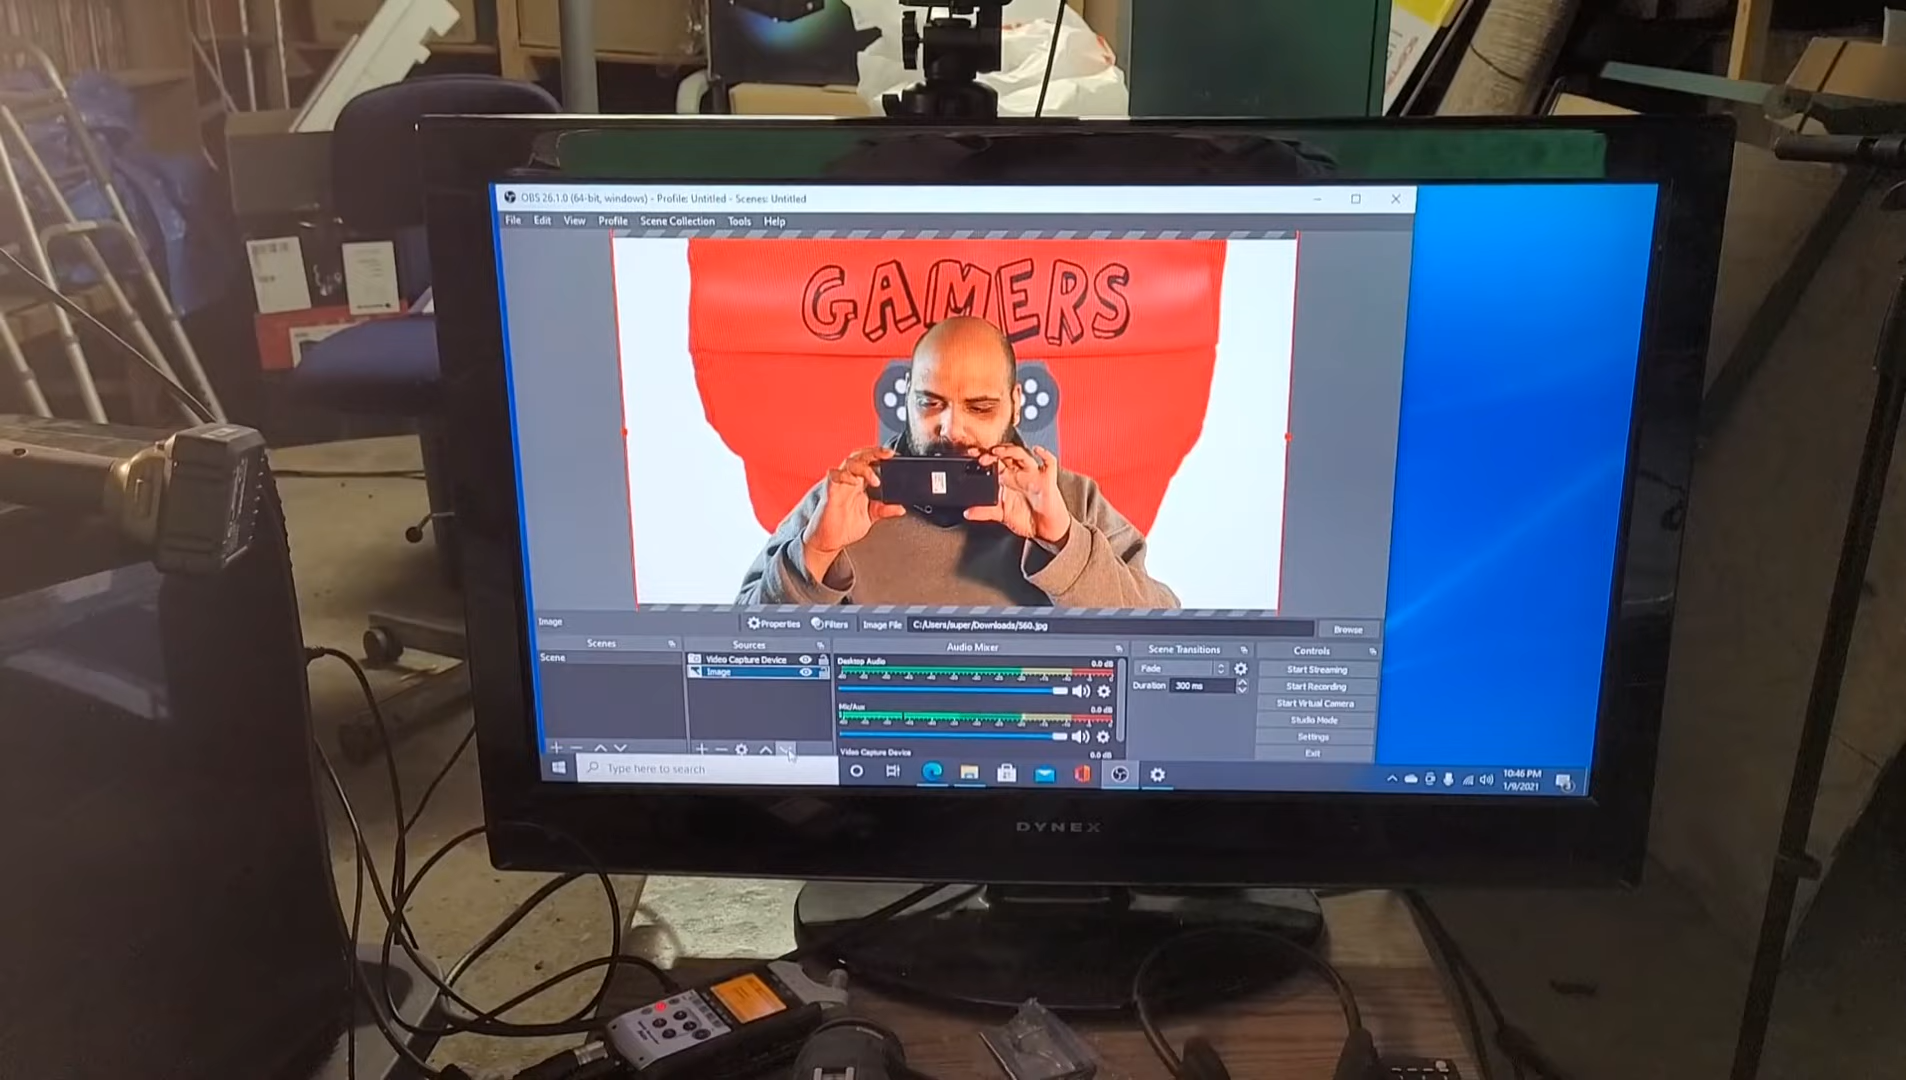 OBS 26.1.0 (64-bit, windows) - Profile: Untitled - Scenes: Untitled
File Edit View Profile Scene Collection Tools Help
GAMERS
Image
Properties Filters Image File C:/Users/super/Downloads/560.jpg Browse
Scenes Sources Audio Mixer Scene Transitions Controls
Scene
Video Capture Device
Image
Desktop Audio 0.0 dB
Mic/Aux 0.0 dB
Video Capture Device 0.0 dB
Fade
Duration 300 ms
Start Streaming
Start Recording
Start Virtual Camera
Studio Mode
Settings
Exit
Type here to search
10:46 PM
1/9/2021
DYNEX